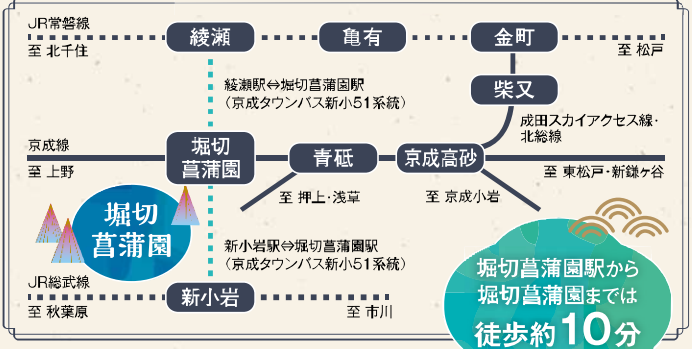 JR常磐線
至 北千住
綾瀬
亀有
金町
至 松戸
柴又
綾瀬駅⇔堀切菖蒲園駅
（京成タウンバス新小51系統）
成田スカイアクセス線・
北総線
京成線
至 上野
堀切
菖蒲園
青砥
京成高砂
至 東松戸・新鎌ヶ谷
至 押上・浅草
至 京成小岩
堀切
菖蒲園
新小岩駅⇔堀切菖蒲園駅
（京成タウンバス新小51系統）
JR総武線
至 秋葉原
新小岩
至 市川
堀切菖蒲園駅から
堀切菖蒲園までは
徒歩約10分